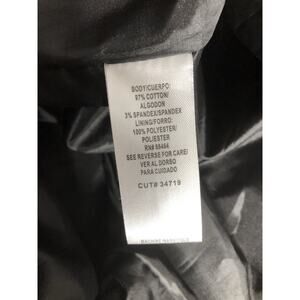 BODY/CUERPO:
97% COTTON/
ALGODON
3% SPANDEX/SPANDEX
LINING/FORRO:
100% POLYESTER/
POLIESTER
RN# 88484
SEE REVERSE FOR CARE/
VER AL DORSO
PARA CUIDADO
CUT# 34719